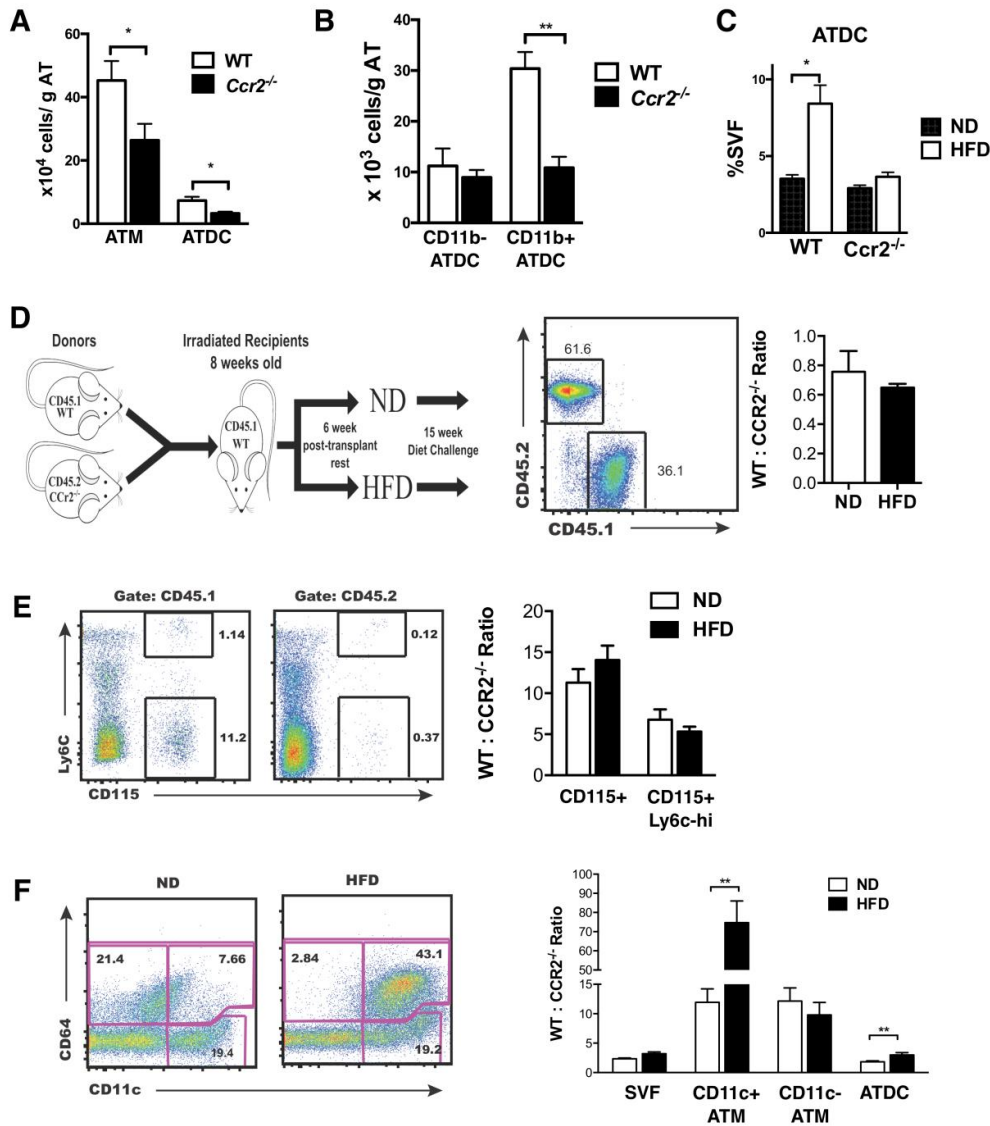 A
x10⁴ cells/ g AT
60
40
20
0
*
*
ATM
ATDC
WT
Ccr2⁻/⁻
B
x 10³ cells/g AT
40
30
20
10
0
**
CD11b-
ATDC
CD11b+
ATDC
WT
Ccr2⁻/⁻
C
ATDC
%SVF
10
5
0
*
WT
Ccr2⁻/⁻
ND
HFD
D
Donors
CD45.1
WT
CD45.2
CCr2⁻/⁻
Irradiated Recipients
8 weeks old
CD45.1
WT
6 week
post-transplant
rest
ND
HFD
15 week
Diet Challenge
CD45.2
61.6
36.1
CD45.1
WT : CCR2⁻/⁻ Ratio
1.0
0.8
0.6
0.4
0.2
0.0
ND
HFD
E
Gate: CD45.1
Gate: CD45.2
Ly6C
1.14
11.2
0.12
0.37
CD115
WT : CCR2⁻/⁻ Ratio
20
15
10
5
0
CD115+
CD115+
Ly6c-hi
ND
HFD
F
ND
HFD
CD64
21.4
7.66
19.4
2.84
43.1
19.2
CD11c
WT : CCR2⁻/⁻ Ratio
100
90
80
70
60
50
15
10
5
0
**
**
SVF
CD11c+
ATM
CD11c-
ATM
ATDC
ND
HFD